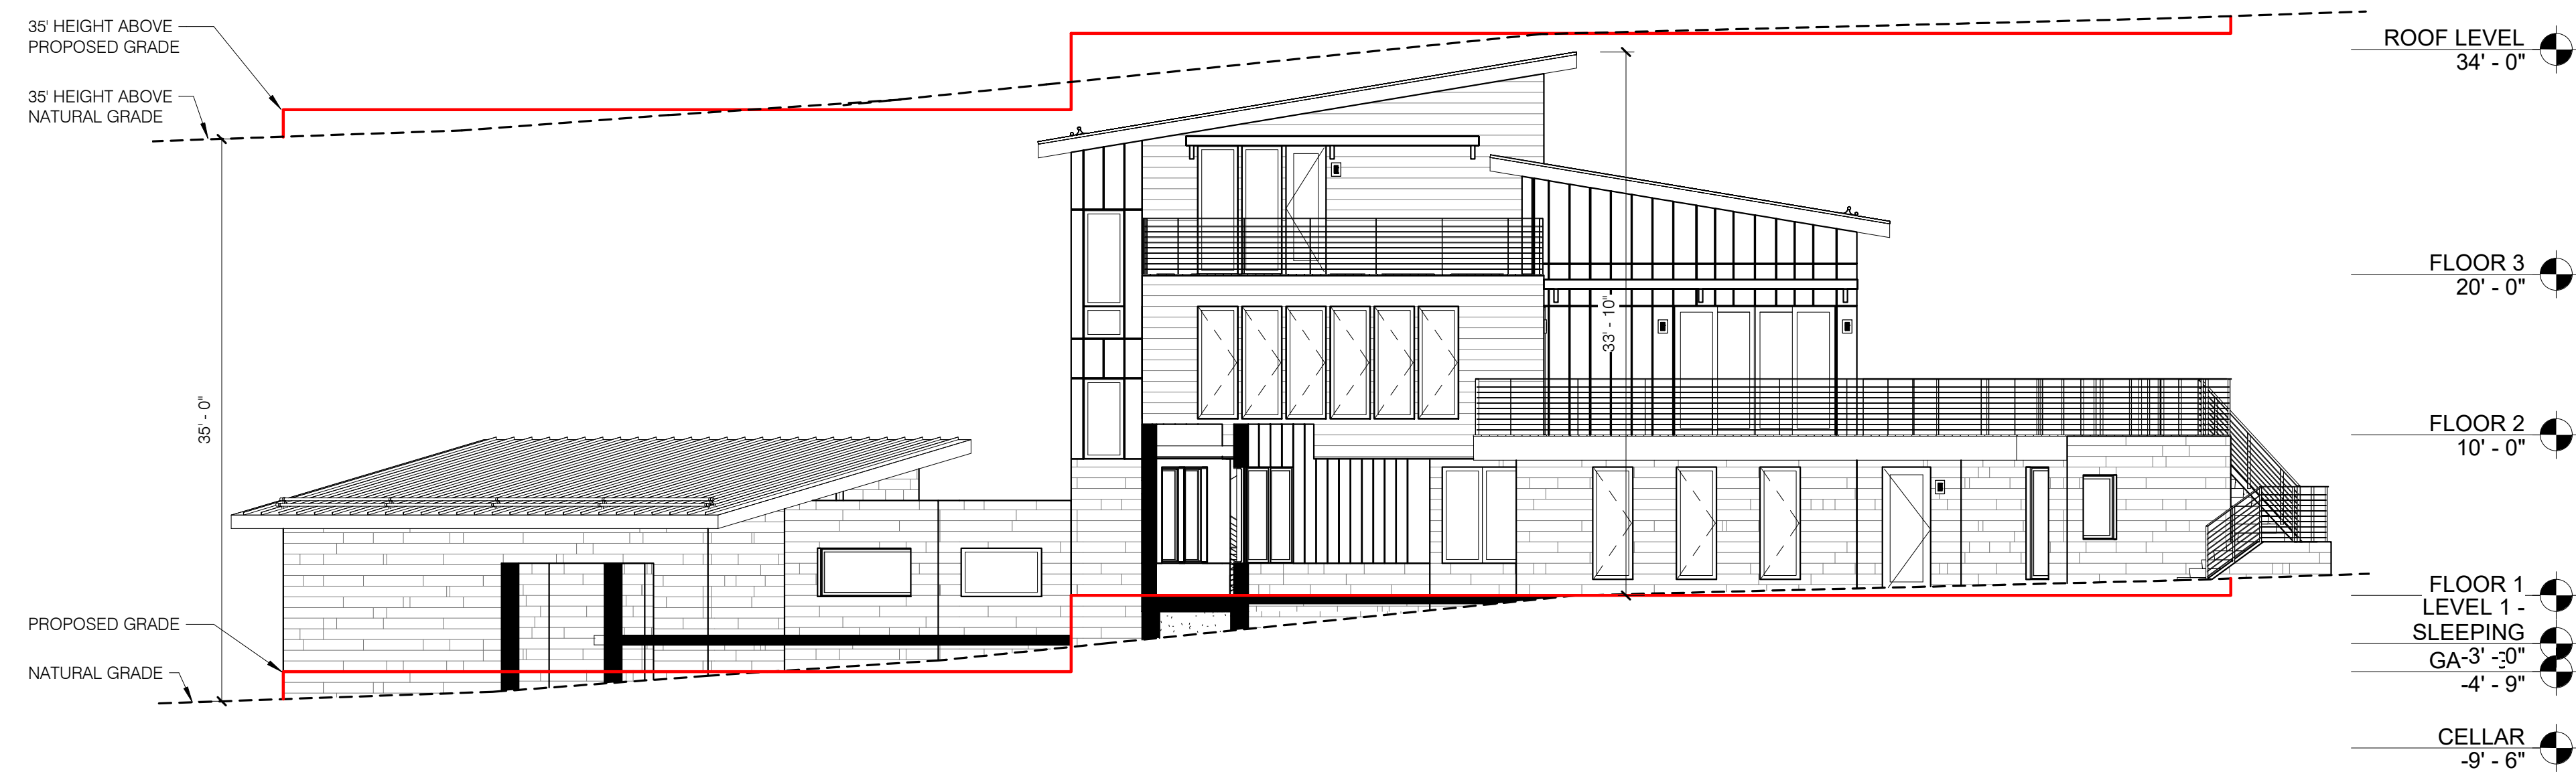 35' HEIGHT ABOVE
PROPOSED GRADE
35' HEIGHT ABOVE
NATURAL GRADE
35' - 0"
PROPOSED GRADE
NATURAL GRADE
33' - 10"
ROOF LEVEL
34' - 0"
FLOOR 3
20' - 0"
FLOOR 2
10' - 0"
FLOOR 1
LEVEL 1 -
SLEEPING
-3' - 0"
-4' - 9"
CELLAR
-9' - 6"